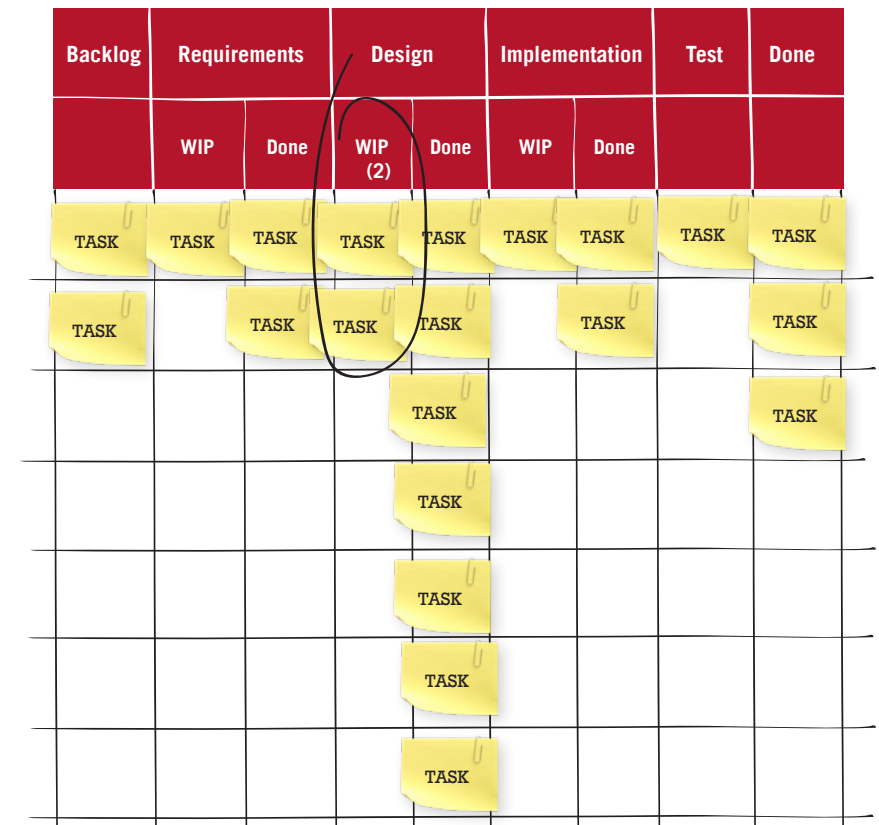 Backlog Requirements Design Implementation Test Done
WIP Done WIP Done WIP Done
(2)
TASK TASK TASK TASK TASK TASK TASK TASK TASK
TASK TASK TASK TASK TASK TASK
TASK TASK
TASK
TASK
TASK
TASK